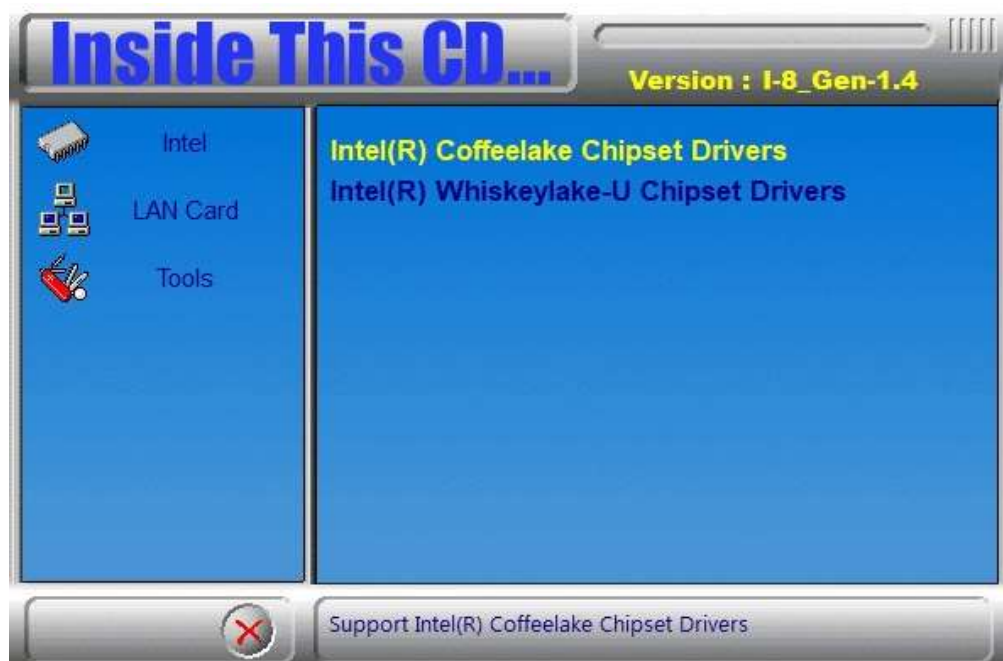 Inside This CD...
Version : I-8_Gen-1.4
Intel
LAN Card
Tools
Intel(R) Coffeelake Chipset Drivers
Intel(R) Whiskeylake-U Chipset Drivers
Support Intel(R) Coffeelake Chipset Drivers